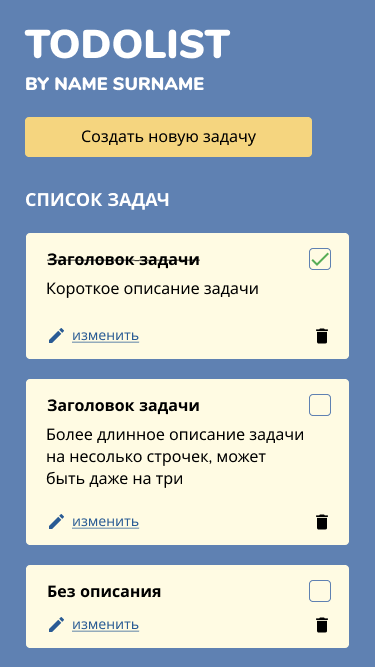 TODOLIST
BY NAME SURNAME
Создать новую задачу
СПИСОК ЗАДАЧ
Заголовок задачи
Короткое описание задачи
изменить
Заголовок задачи
Более длинное описание задачи
на несолько строчек, может
быть даже на три
изменить
Без описания
изменить